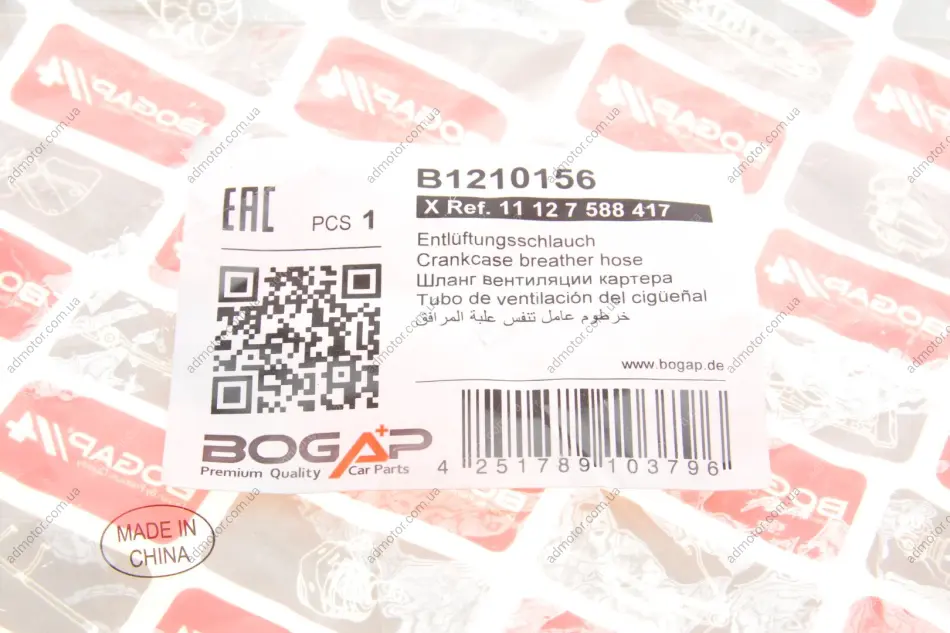 EAC
PCS 1
B1210156
X Ref. 11 12 7 588 417
Entlüftungsschlauch
Crankcase breather hose
Шланг вентиляции картера
Tubo de ventilación del cigüeñal
خرطوم عامل تنفس علبة المرافق
www.bogap.de
BOGAP
Premium Quality Car Parts
4 251789 103796
MADE IN
CHINA
admotor.com.ua